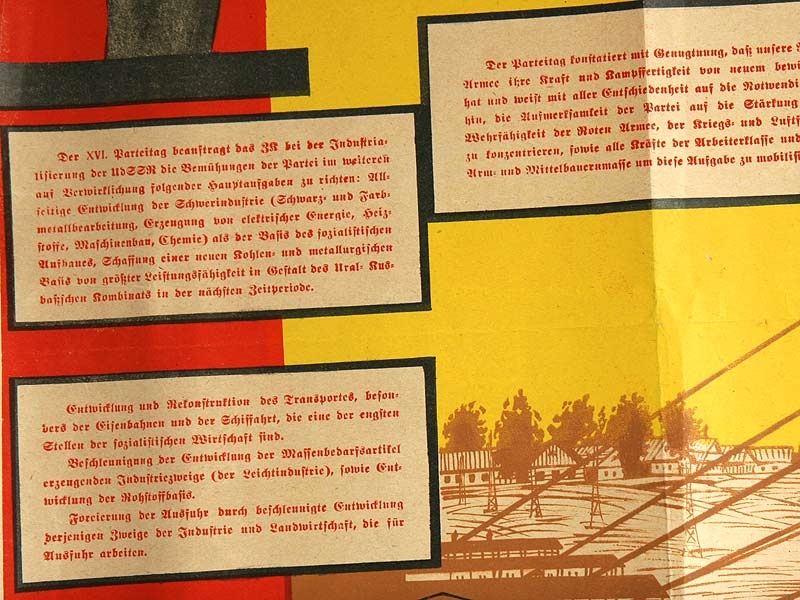 Der XVI. Parteitag beauftragt das ZK bei der Industria-
lisierung der UdSSR die Bemühungen der Partei im weiteren
auf Verwirklichung folgender Hauptaufgaben zu richten: All-
seitige Entwicklung der Schwerindustrie (Schwarz- und Farb-
metallbearbeitung, Erzeugung von elektrischer Energie, Heiz-
stoffe, Maschinenbau, Chemie) als der Basis des sozialistischen
Aufbaues, Schaffung einer neuen Kohlen- und metallurgischen
Basis von größter Leistungsfähigkeit in Gestalt des Ural-Kus-
baßschen Kombinats in der nächsten Zeitperiode.
Der Parteitag konstatiert mit Genugtuung, daß unsere
Armee ihre Kraft und Kampffertigkeit von neuem bewi
hat und weist mit aller Entschiedenheit auf die Notwendi
hin, die Aufmerksamkeit der Partei auf die Stärkung
Wehrfähigkeit der Roten Armee, der Kriegs- und Luftf
zu konzentrieren, sowie alle Kräfte der Arbeiterklasse und
Arm- und Mittelbauernmasse um diese Aufgabe zu mobilis
Entwicklung und Rekonstruktion des Transportes, beson-
ders der Eisenbahnen und der Schiffahrt, die eine der engsten
Stellen der sozialistischen Wirtschaft sind.
Beschleunigung der Entwicklung der Massenbedarfsartikel
erzeugenden Industriezweige (der Leichtindustrie), sowie Ent-
wicklung der Rohstoffbasis.
Forcierung der Ausfuhr durch beschleunigte Entwicklung
derjenigen Zweige der Industrie und Landwirtschaft, die für
Ausfuhr arbeiten.